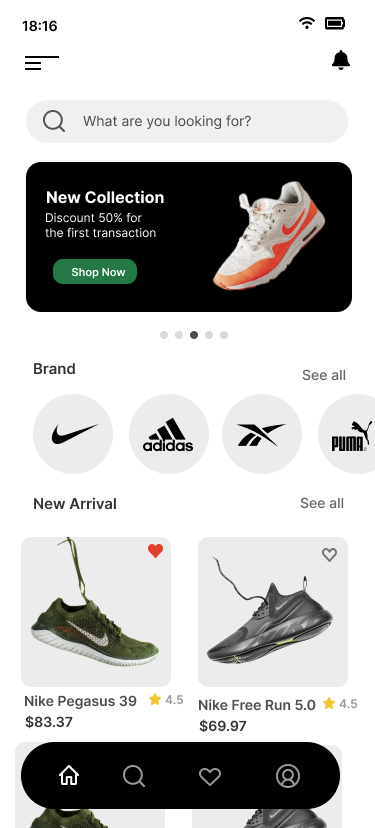 18:16
What are you looking for?
New Collection
Discount 50% for
the first transaction
Shop Now
Brand
See all
adidas
PUMA
New Arrival
See all
Nike Pegasus 39
4.5
$83.37
Nike Free Run 5.0
4.5
$69.97